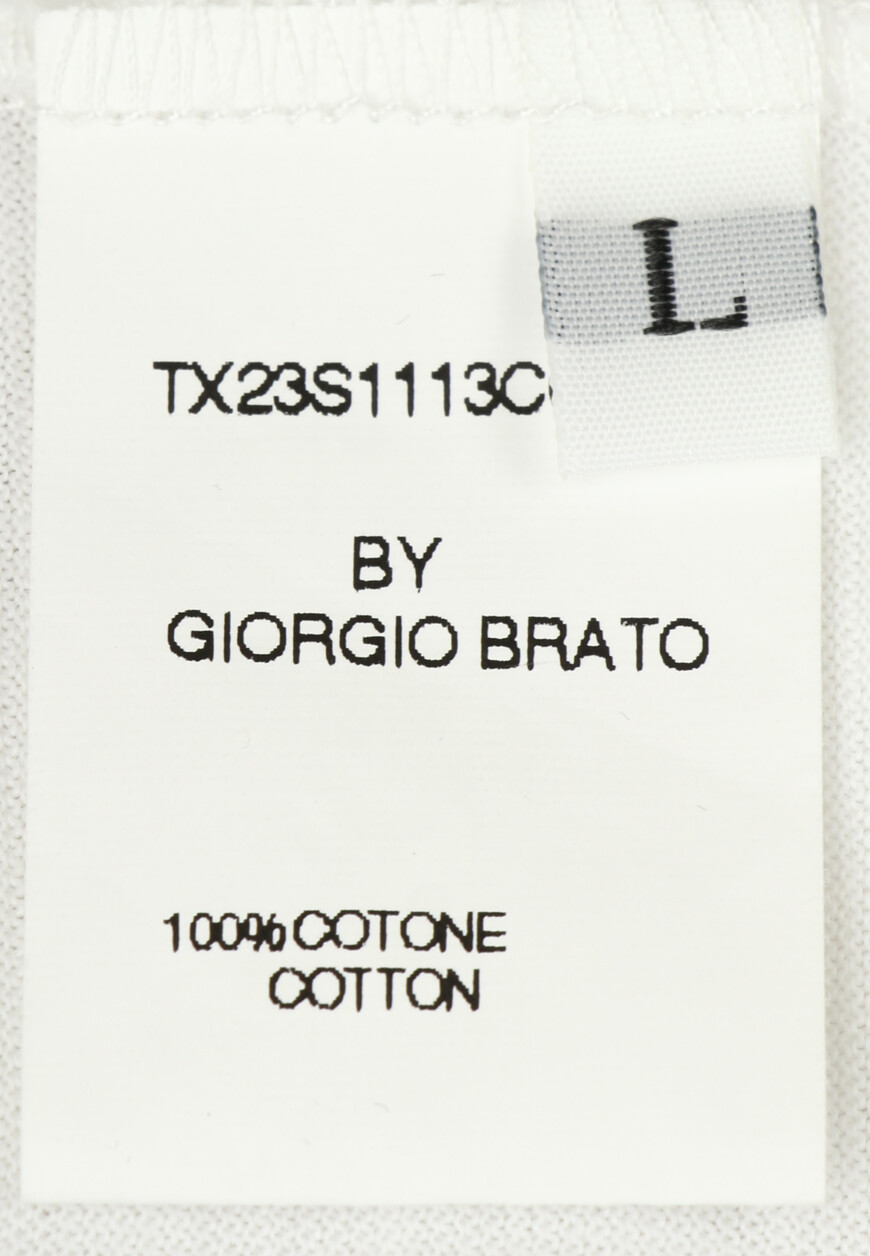 L
TX23S1113C
BY
GIORGIO BRATO
100% COTONE
COTTON